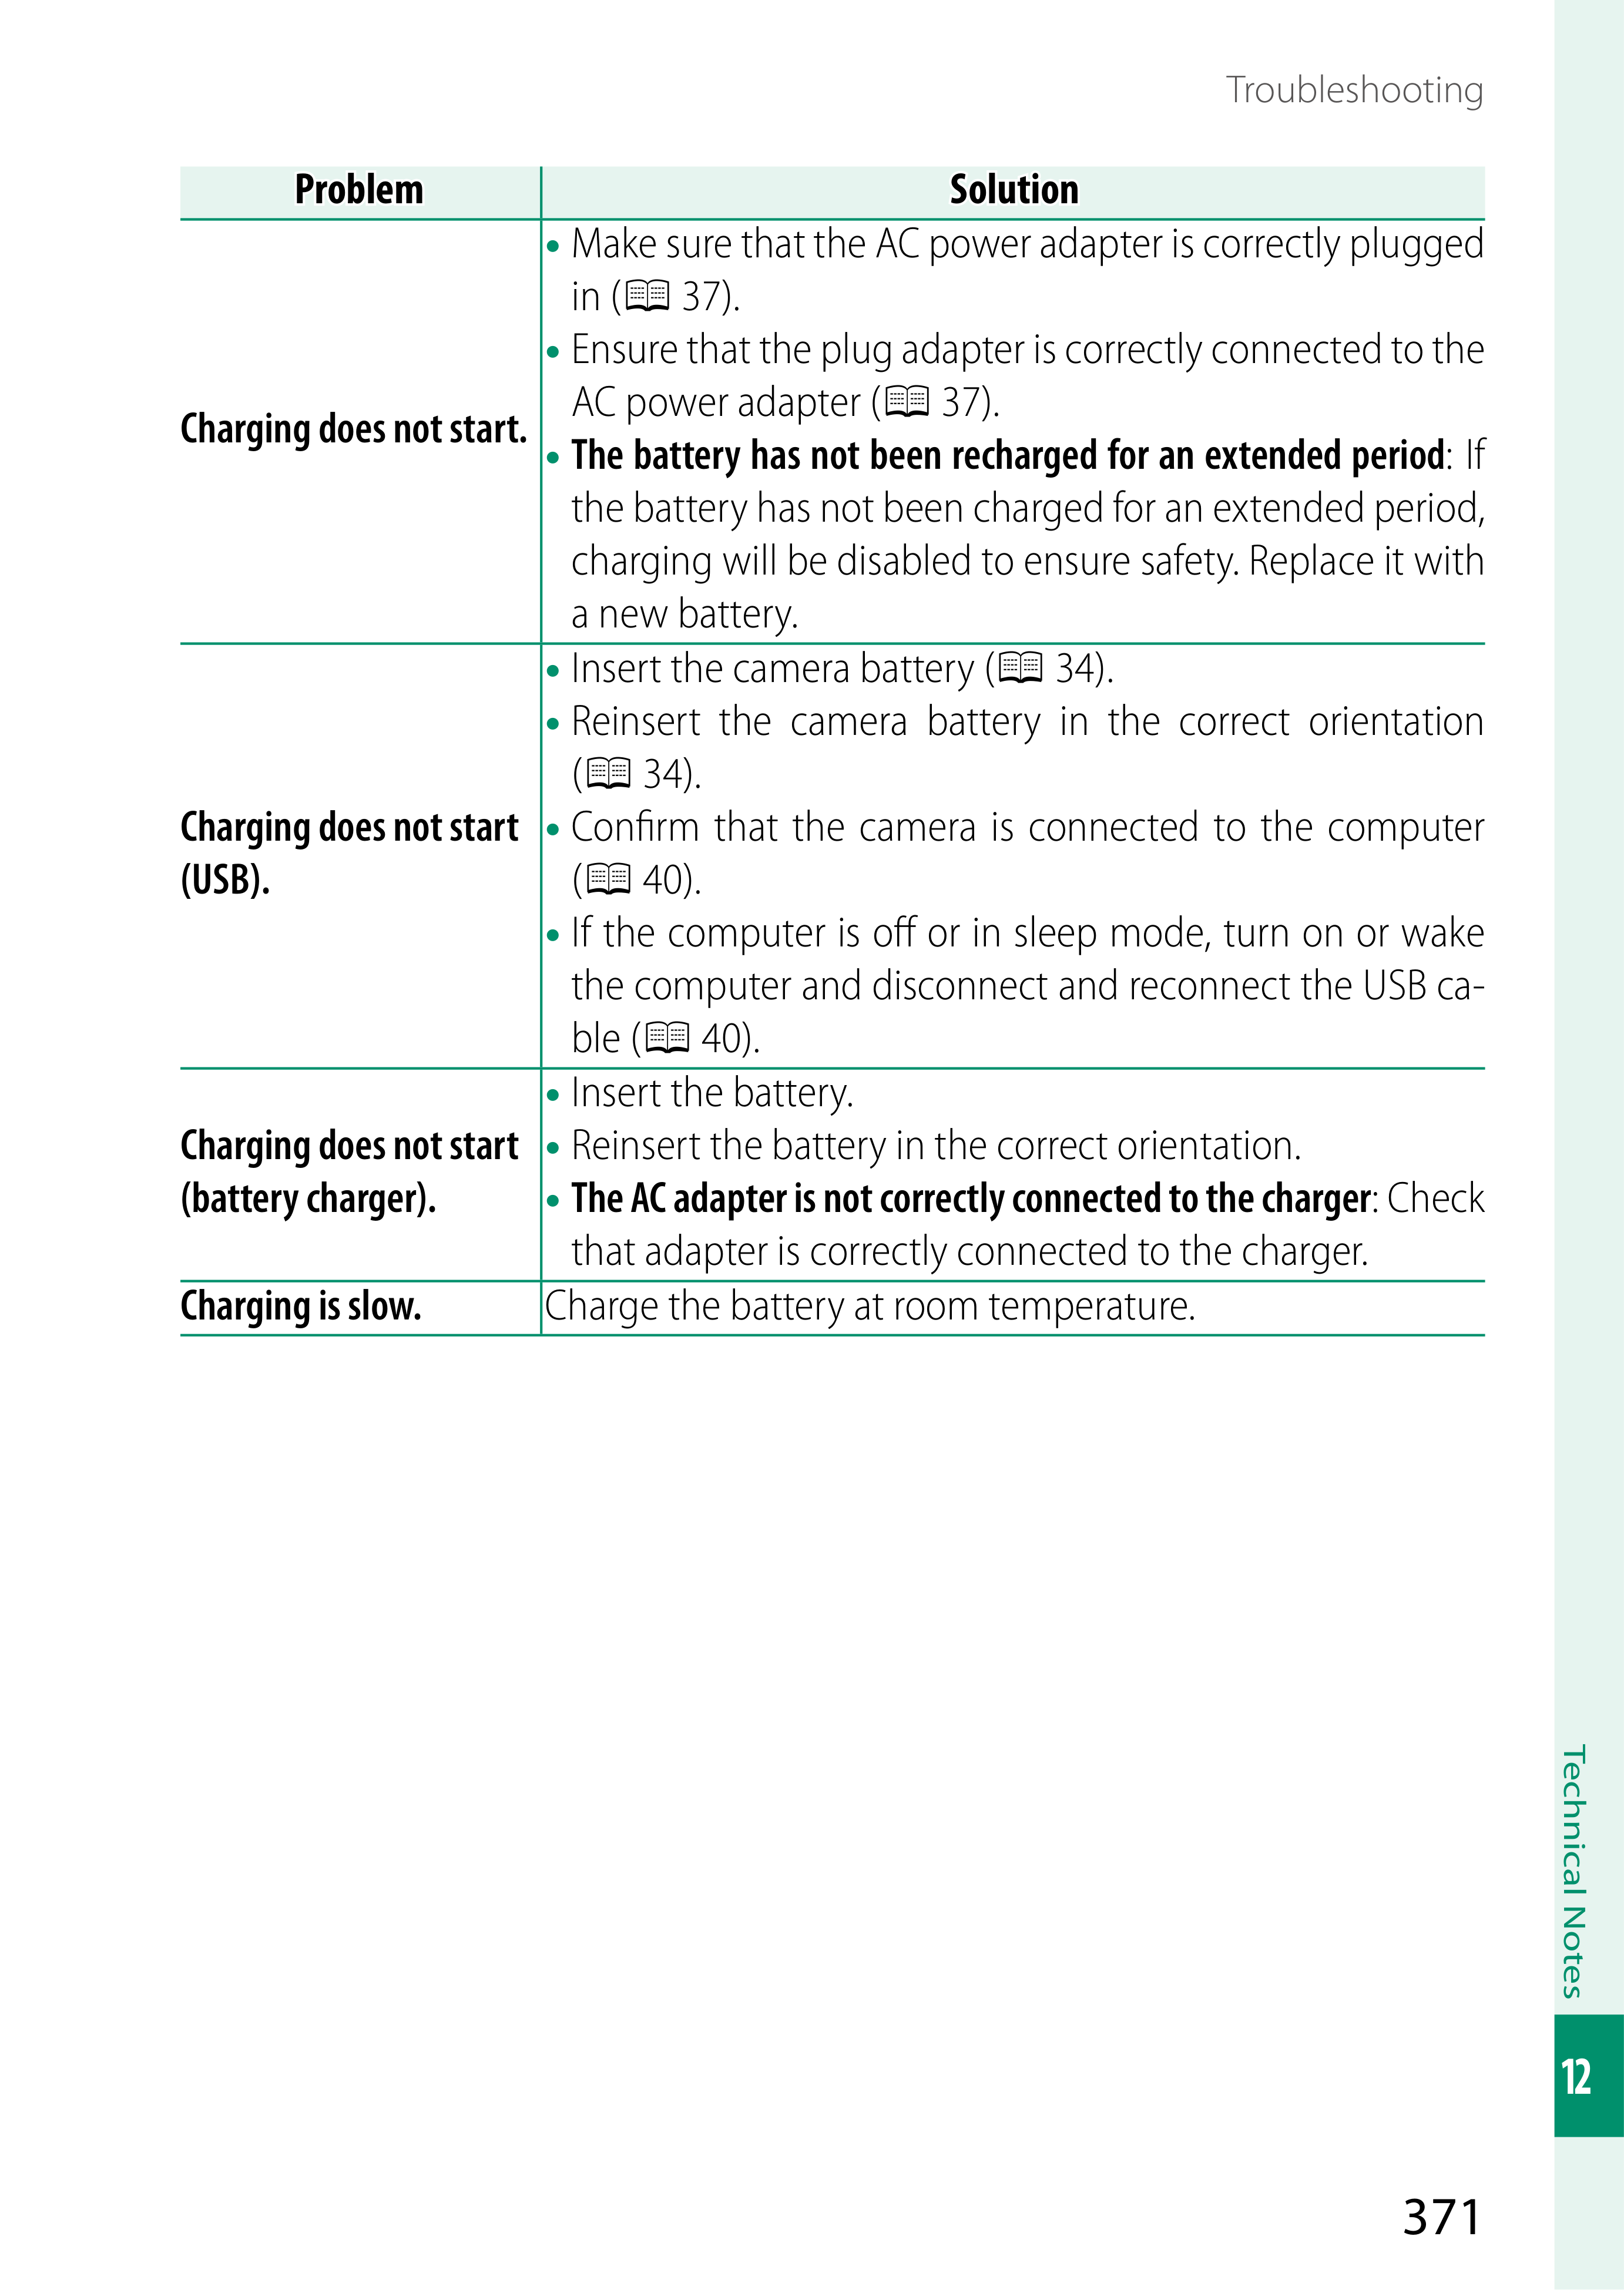 Troubleshooting
Problem
Solution
Charging does not start.
• Make sure that the AC power adapter is correctly plugged
in (📖 37).
• Ensure that the plug adapter is correctly connected to the
AC power adapter (📖 37).
• The battery has not been recharged for an extended period: If
the battery has not been charged for an extended period,
charging will be disabled to ensure safety. Replace it with
a new battery.
Charging does not start
(USB).
• Insert the camera battery (📖 34).
• Reinsert the camera battery in the correct orientation
(📖 34).
• Confirm that the camera is connected to the computer
(📖 40).
• If the computer is off or in sleep mode, turn on or wake
the computer and disconnect and reconnect the USB ca-
ble (📖 40).
Charging does not start
(battery charger).
• Insert the battery.
• Reinsert the battery in the correct orientation.
• The AC adapter is not correctly connected to the charger: Check
that adapter is correctly connected to the charger.
Charging is slow.
Charge the battery at room temperature.
Technical Notes
12
371